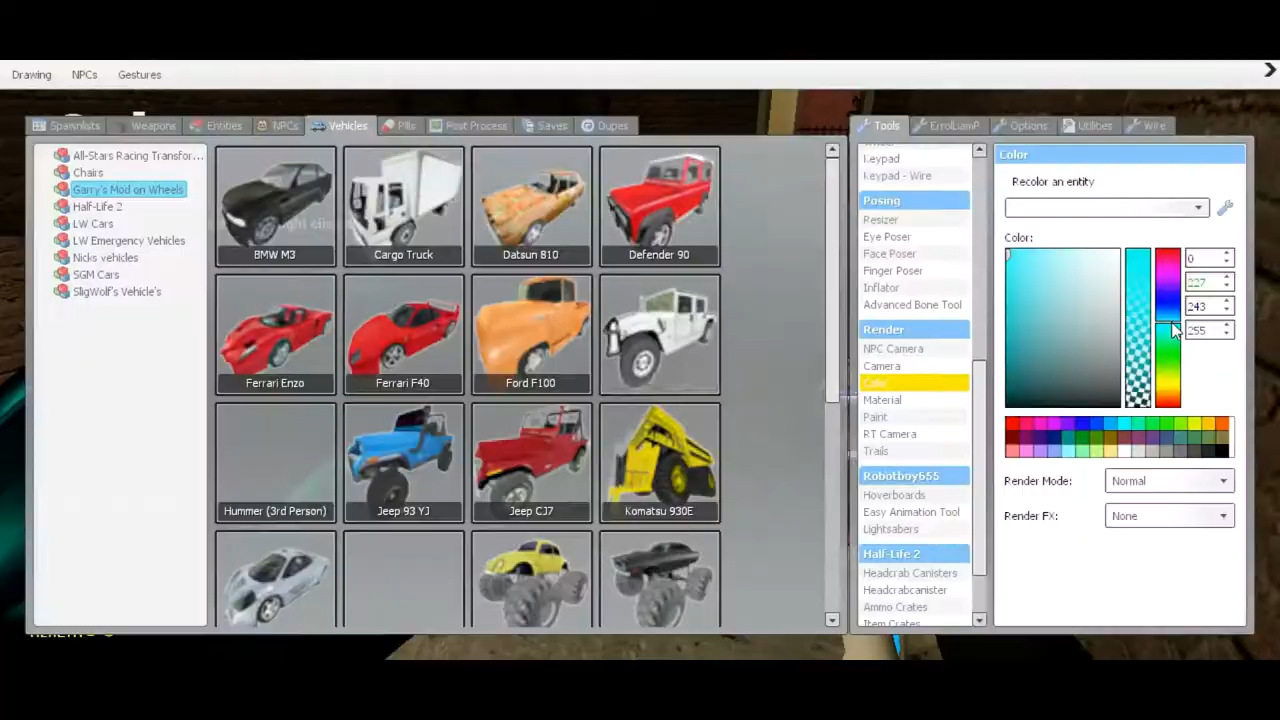 Drawing NPCs Gestures
Spawnlists Weapons Entities NPCs Vehicles Pills Post Process Saves Dupes
All-Stars Racing Transfor...
Chairs
Garry's Mod on Wheels
Half-Life 2
LW Cars
LW Emergency Vehicles
Nicks vehicles
SGM Cars
SligWolf's Vehicle's
BMW M3 Cargo Truck Datsun 810 Defender 90
Ferrari Enzo Ferrari F40 Ford F100
Hummer (3rd Person) Jeep 93 YJ Jeep CJ7 Komatsu 930E
Tools ErrolLiamP Options Utilities Wire
Keypad
Keypad - Wire
Posing
Resizer
Eye Poser
Face Poser
Finger Poser
Inflator
Advanced Bone Tool
Render
NPC Camera
Camera
Color
Material
Paint
RT Camera
Trails
Robotboy655
Hoverboards
Easy Animation Tool
Lightsabers
Half-Life 2
Headcrab Canisters
Headcrabcanister
Ammo Crates
Item Crates
Color
Recolor an entity
Color:
0
227
243
255
Render Mode: Normal
Render FX: None